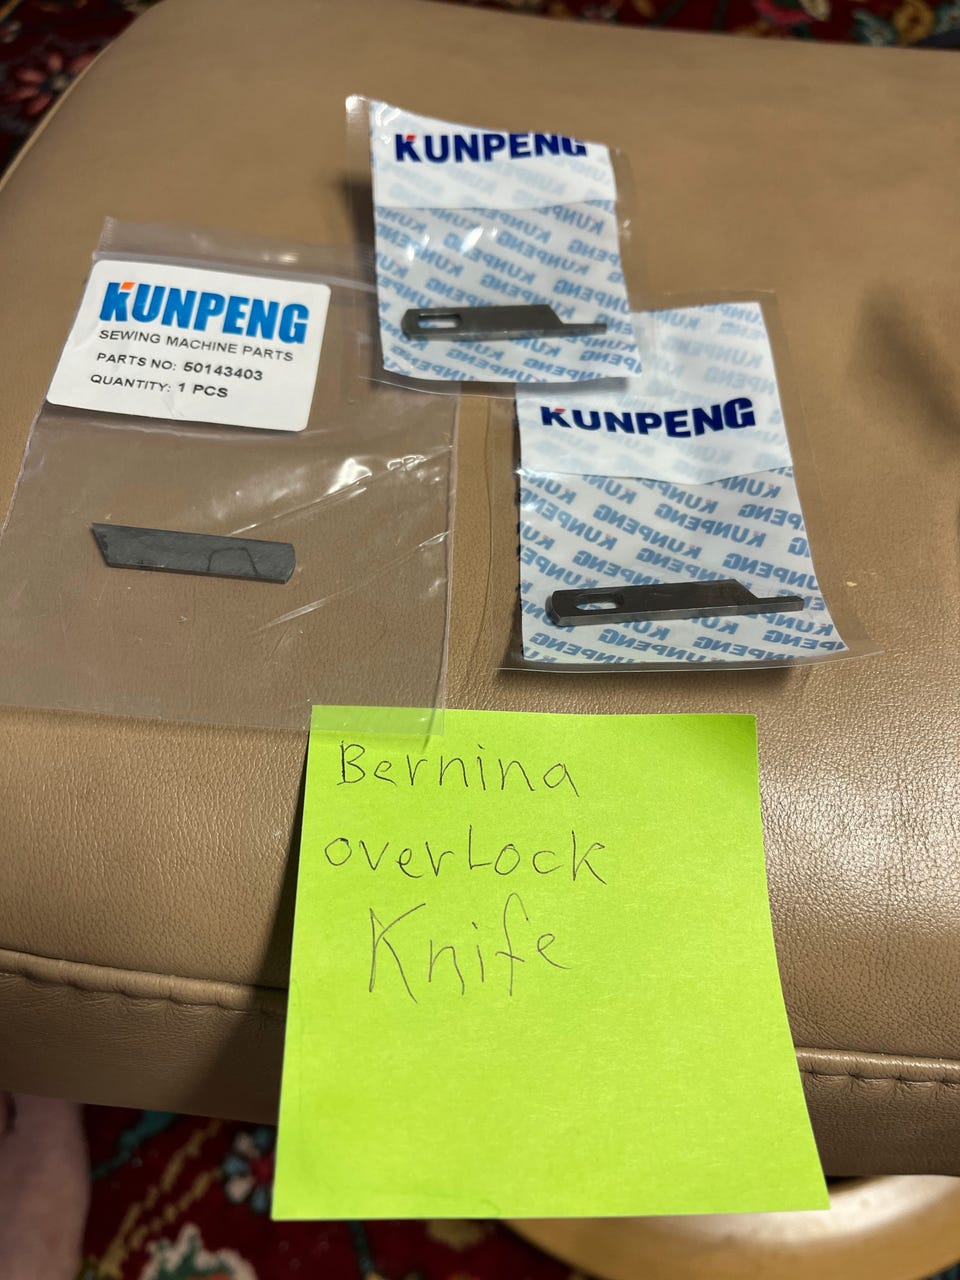 KUNPENG
KUNPENG
SEWING MACHINE PARTS
PARTS NO: 50143403
QUANTITY: 1 PCS
KUNPENG
Bernina
overLock
Knife